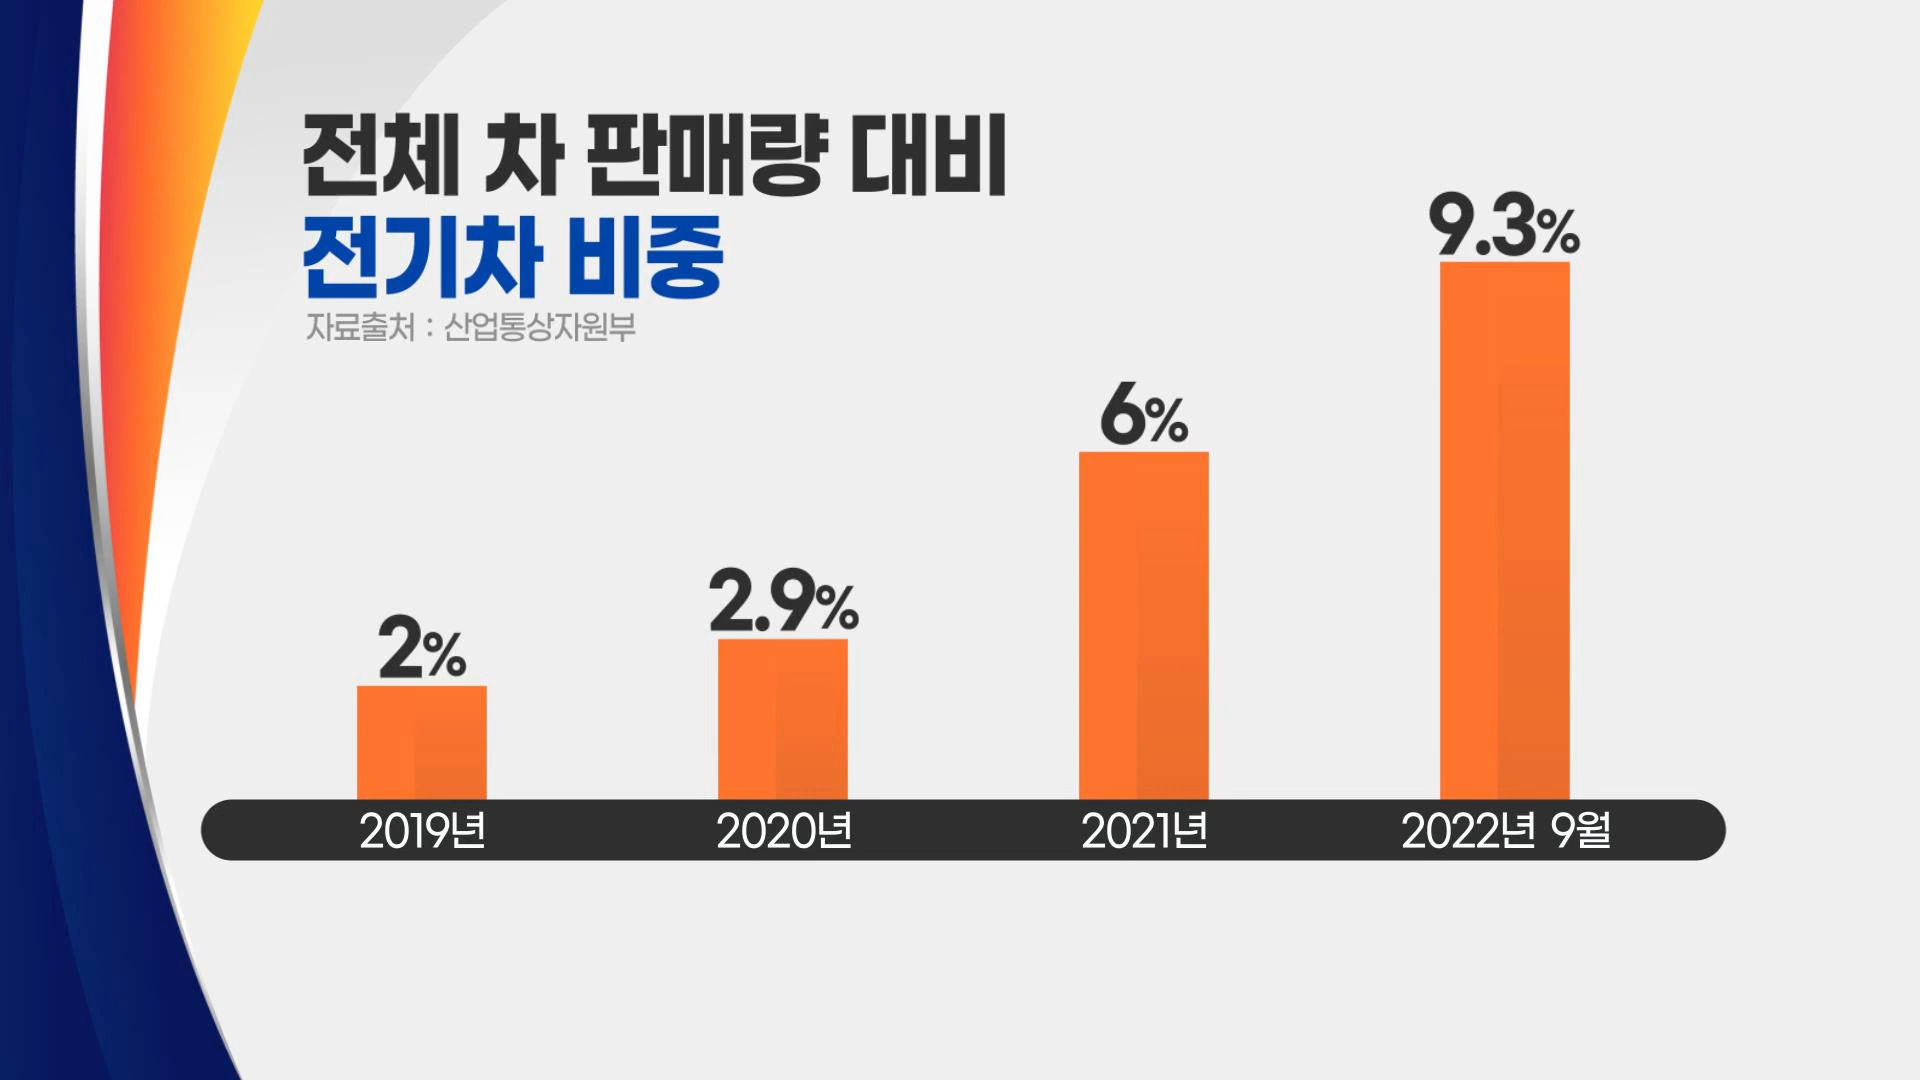 전체 차 판매량 대비
전기차 비중
자료출처 : 산업통상자원부
2%
2.9%
6%
9.3%
2019년
2020년
2021년
2022년 9월